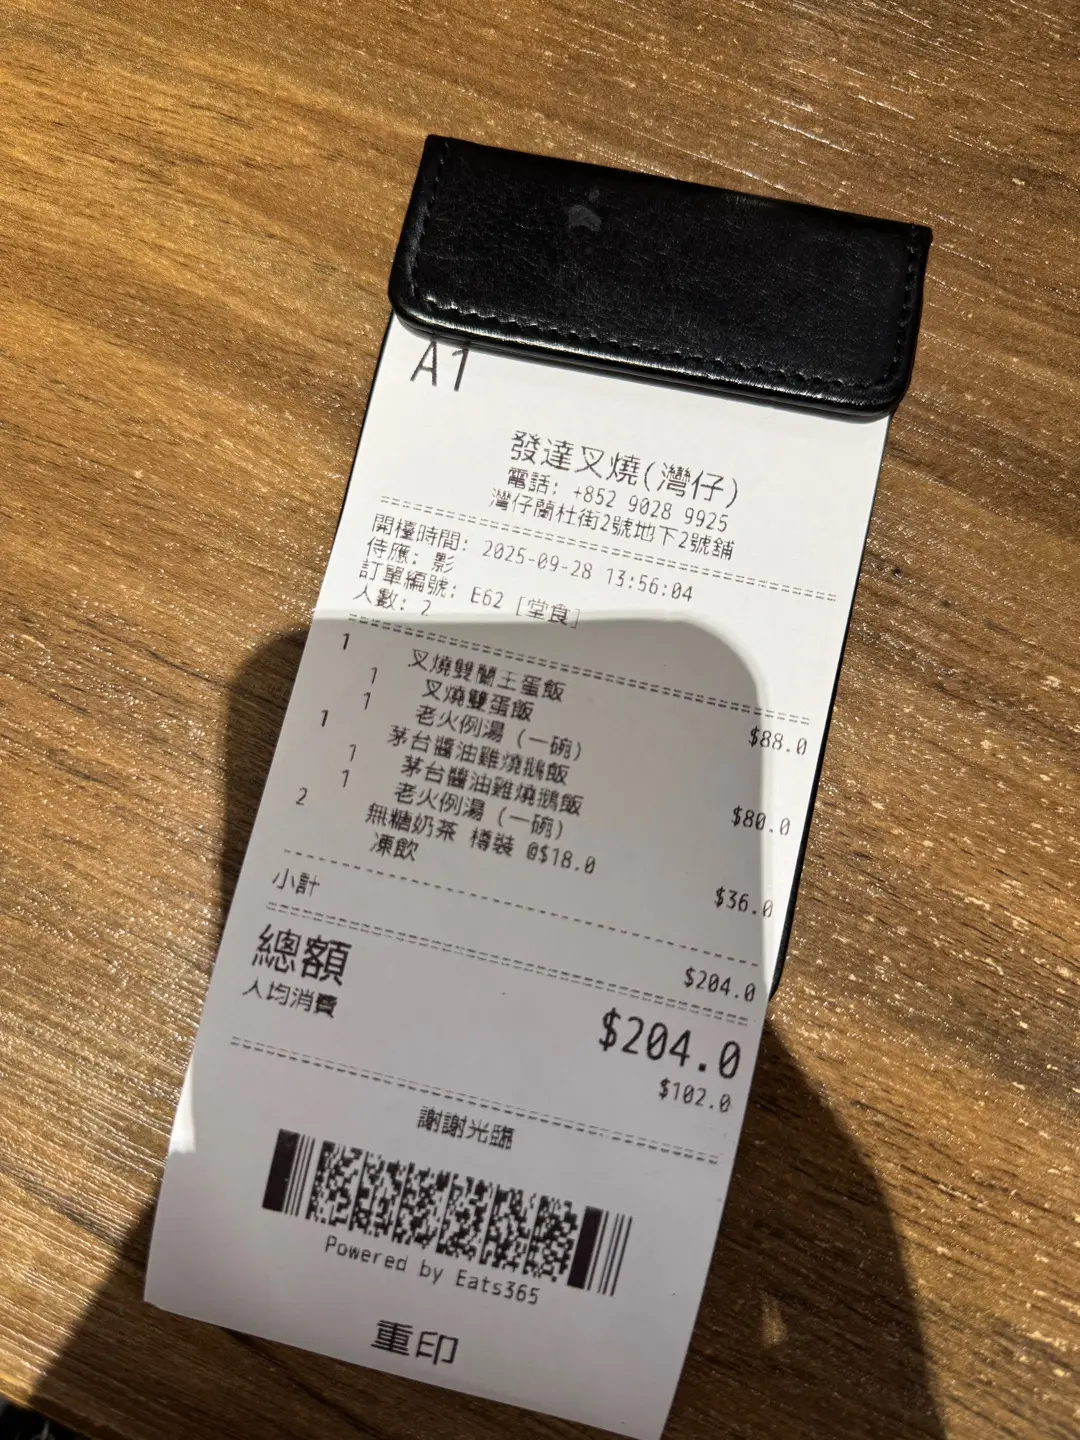 A1
發達叉燒(灣仔)
電話: +852 9028 9925
灣仔蘭杜街2號地下2號舖
開檯時間: 2025-09-28 13:56:04
侍應: 影
訂單編號: E62 [堂食]
人數: 2
1 叉燒雙蘭王蛋飯 $88.0
1 叉燒雙蛋飯
1 老火例湯 (一碗)
1 茅台醬油雞燒鵝飯 $80.0
1 茅台醬油雞燒鵝飯
1 老火例湯 (一碗)
2 無糖奶茶 樽裝 @$18.0 $36.0
凍飲
小計 $204.0
總額 $204.0
人均消費 $102.0
謝謝光臨
Powered by Eats365
重印